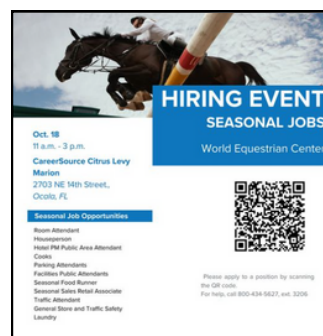 HIRING EVENT
SEASONAL JOBS
World Equestrian Center
Oct. 18
11 a.m. - 3 p.m.
CareerSource Citrus Levy
Marion
2703 NE 14th Street.,
Ocala, FL
Seasonal Job Opportunities
Room Attendant
Houseperson
Hotel PM Public Area Attendant
Cooks
Parking Attendants
Facilities Public Attendants
Seasonal Food Runner
Seasonal Sales Retail Associate
Traffic Attendant
General Store and Traffic Safety
Laundry
Please apply to a position by scanning
the QR code.
For help, call 800-434-5627, ext. 3206